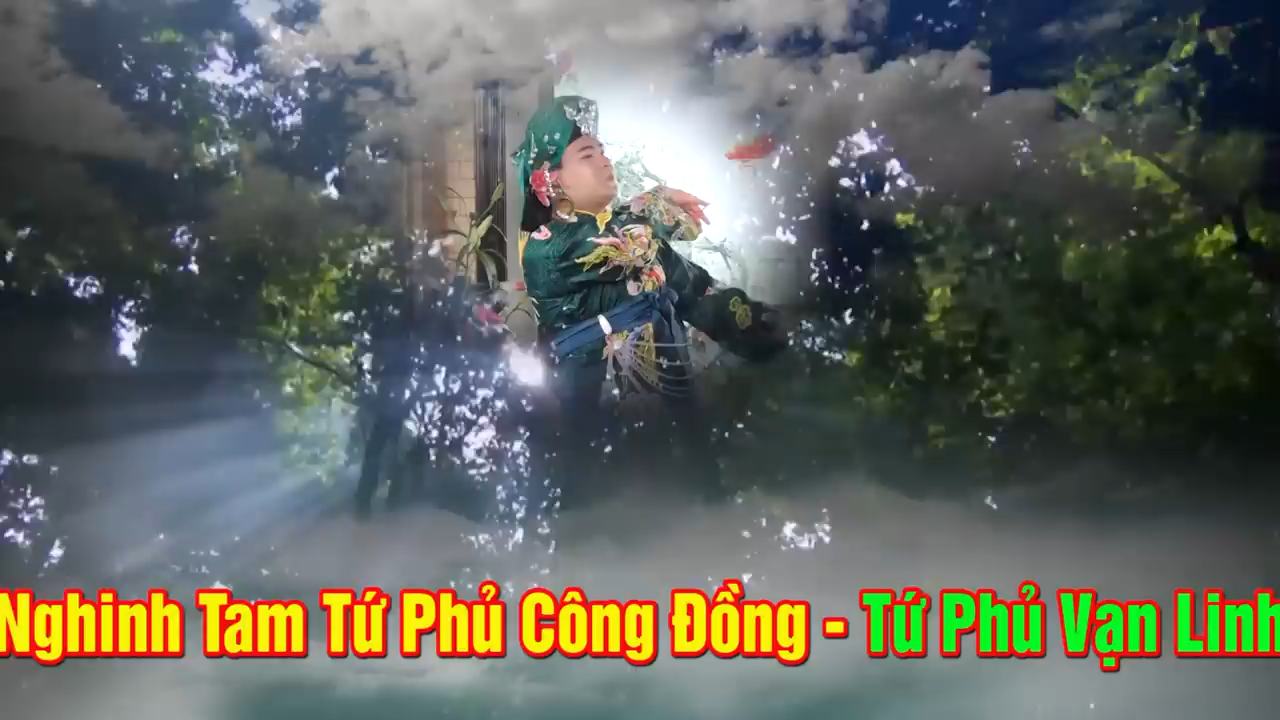 Nghinh Tam Tứ Phủ Công Đồng - Tứ Phủ Vạn Linh